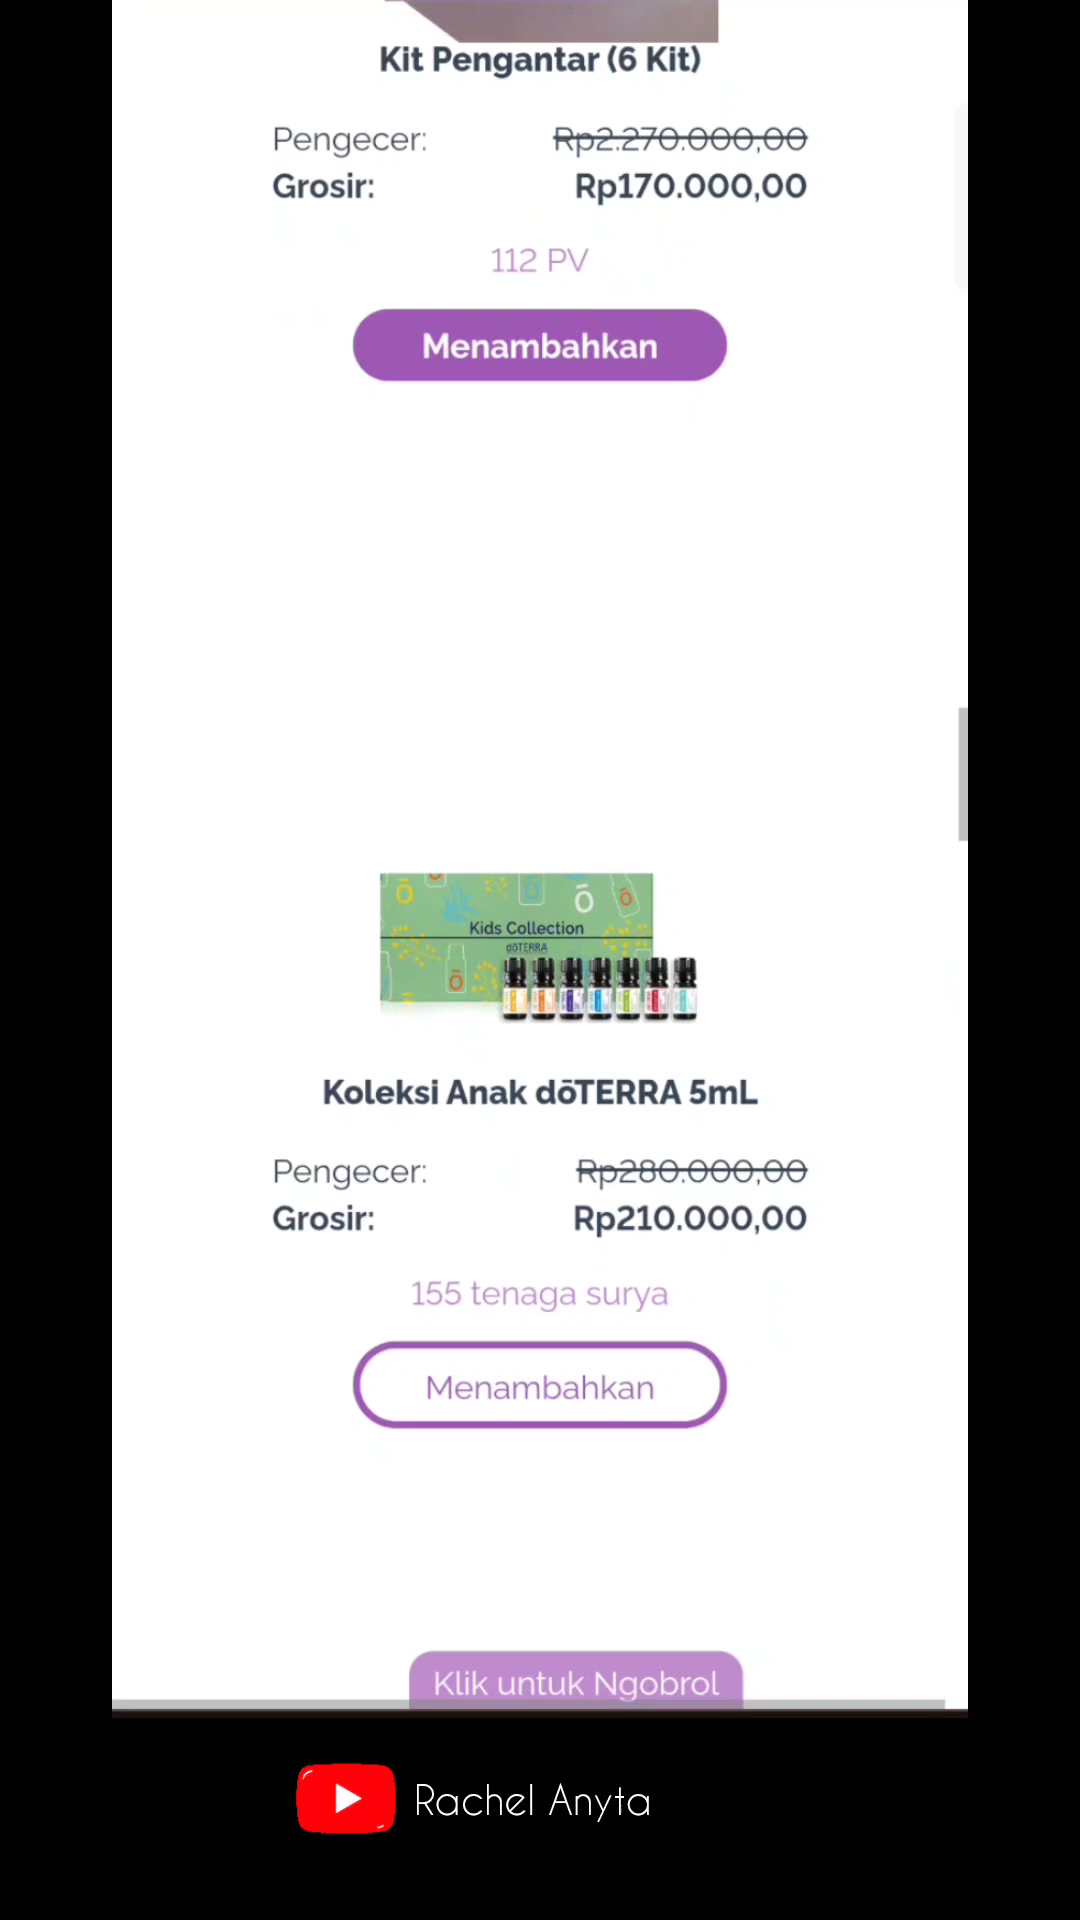 Kit Pengantar (6 Kit)
Pengecer: Rp2.270.000,00
Grosir: Rp170.000,00
112 PV
Menambahkan
Kids Collection
dōTERRA
Koleksi Anak dōTERRA 5mL
Pengecer: Rp280.000,00
Grosir: Rp210.000,00
155 tenaga surya
Menambahkan
Klik untuk Ngobrol
Rachel Anyta